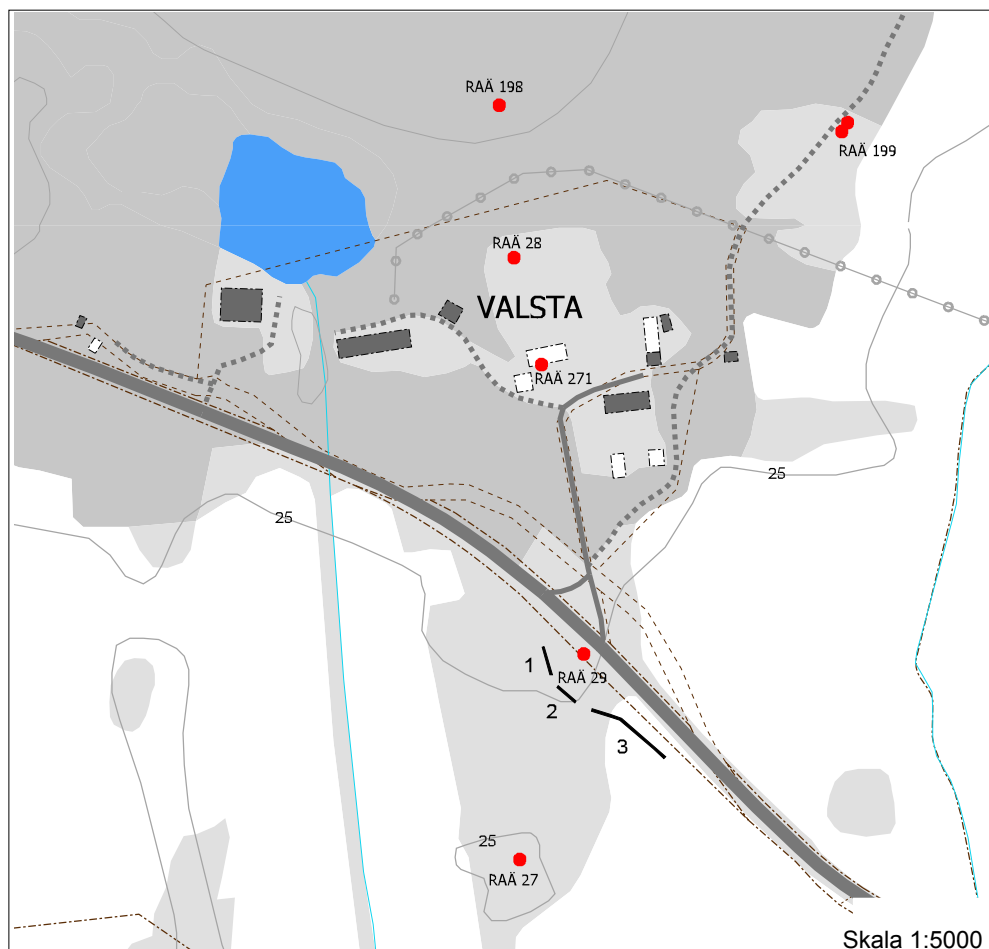 RAÄ 198
RAÄ 199
RAÄ 28
VALSTA
RAÄ 271
25
25
1
RAÄ 29
2
3
25
RAÄ 27
Skala 1:5000